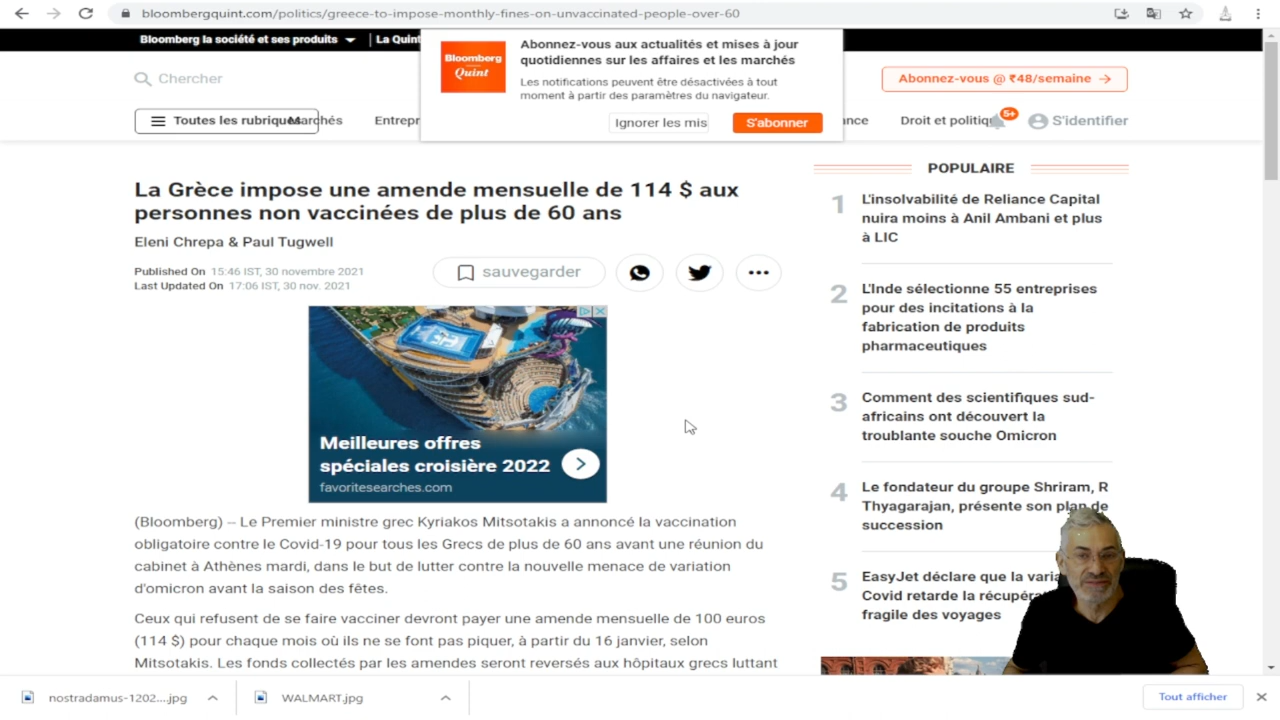 bloombergquint.com/politics/greece-to-impose-monthly-fines-on-unvaccinated-people-over-60
Bloomberg la société et ses produits
La Quint
Bloomberg
Quint
Abonnez-vous aux actualités et mises à jour
quotidiennes sur les affaires et les marchés
Les notifications peuvent être désactivées à tout
moment à partir des paramètres du navigateur.
Ignorer les mis
S'abonner
Chercher
Abonnez-vous @ ₹48/semaine →
Toutes les rubriques
Marchés
Entrepr
nce
Droit et politiq
5+
S'identifier
La Grèce impose une amende mensuelle de 114 $ aux
personnes non vaccinées de plus de 60 ans
Eleni Chrepa & Paul Tugwell
Published On 15:46 IST, 30 novembre 2021
Last Updated On 17:06 IST, 30 nov. 2021
sauvegarder
Meilleures offres
spéciales croisière 2022
favoritesearches.com
(Bloomberg) -- Le Premier ministre grec Kyriakos Mitsotakis a annoncé la vaccination
obligatoire contre le Covid-19 pour tous les Grecs de plus de 60 ans avant une réunion du
cabinet à Athènes mardi, dans le but de lutter contre la nouvelle menace de variation
d'omicron avant la saison des fêtes.
Ceux qui refusent de se faire vacciner devront payer une amende mensuelle de 100 euros
(114 $) pour chaque mois où ils ne se font pas piquer, à partir du 16 janvier, selon
Mitsotakis. Les fonds collectés par les amendes seront reversés aux hôpitaux grecs luttant
POPULAIRE
1
L'insolvabilité de Reliance Capital
nuira moins à Anil Ambani et plus
à LIC
2
L'Inde sélectionne 55 entreprises
pour des incitations à la
fabrication de produits
pharmaceutiques
3
Comment des scientifiques sud-
africains ont découvert la
troublante souche Omicron
4
Le fondateur du groupe Shriram, R
Thyagarajan, présente son plan de
succession
5
EasyJet déclare que la varia
Covid retarde la récupéra
fragile des voyages
nostradamus-1202....jpg
WALMART.jpg
Tout afficher